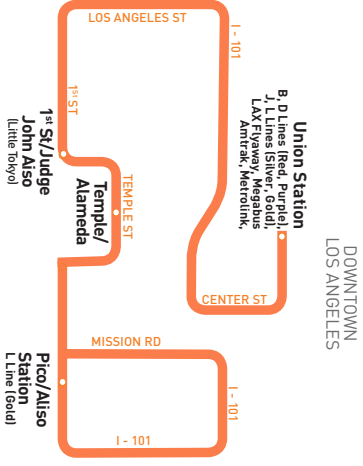 LOS ANGELES ST
I - 101
1ST ST
1st St/Judge
John Aiso
(Little Tokyo)
TEMPLE ST
Temple/
Alameda
Union Station
B, D Lines (Red, Purple),
J, L Lines (Silver, Gold),
LAX Flyaway, Megabus
Amtrak, Metrolink,
DOWNTOWN
LOS ANGELES
CENTER ST
MISSION RD
I - 101
I - 101
Pico/Aliso
Station
L Line (Gold)